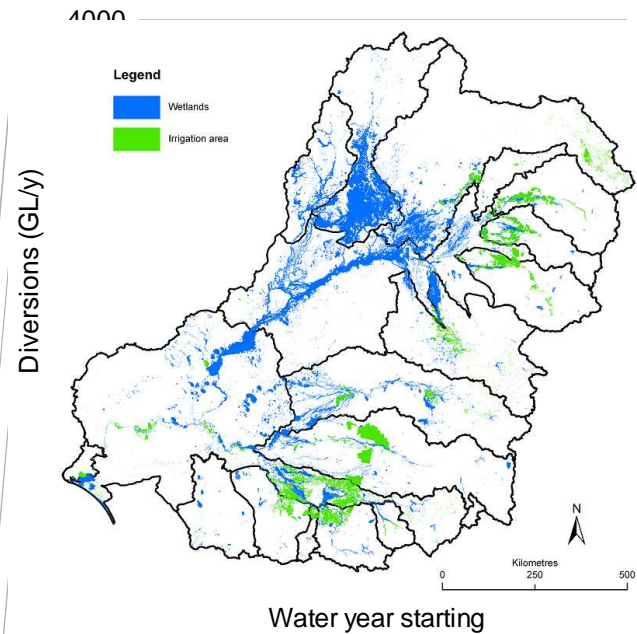 4000
Legend
Wetlands
Irrigation area
Diversions (GL/y)
N
Kilometres
0 250 500
Water year starting